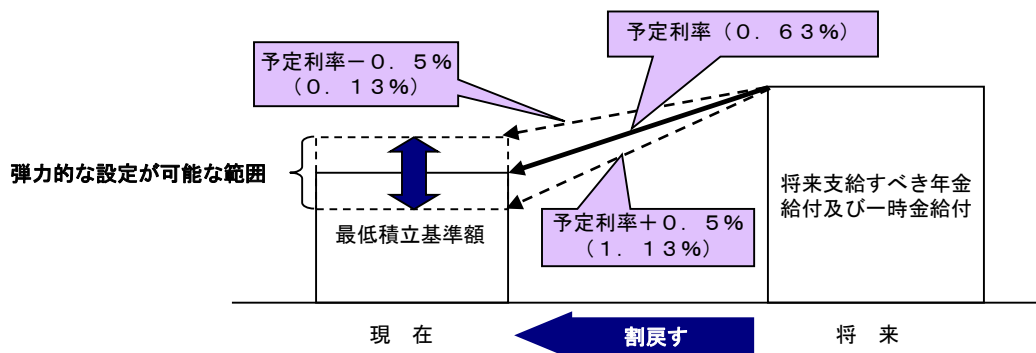 予定利率（０．６３％）
予定利率－０．５％
（０．１３％）
弾力的な設定が可能な範囲
将来支給すべき年金
給付及び一時金給付
最低積立基準額
予定利率＋０．５％
（１．１３％）
現　在
割戻す
将　来